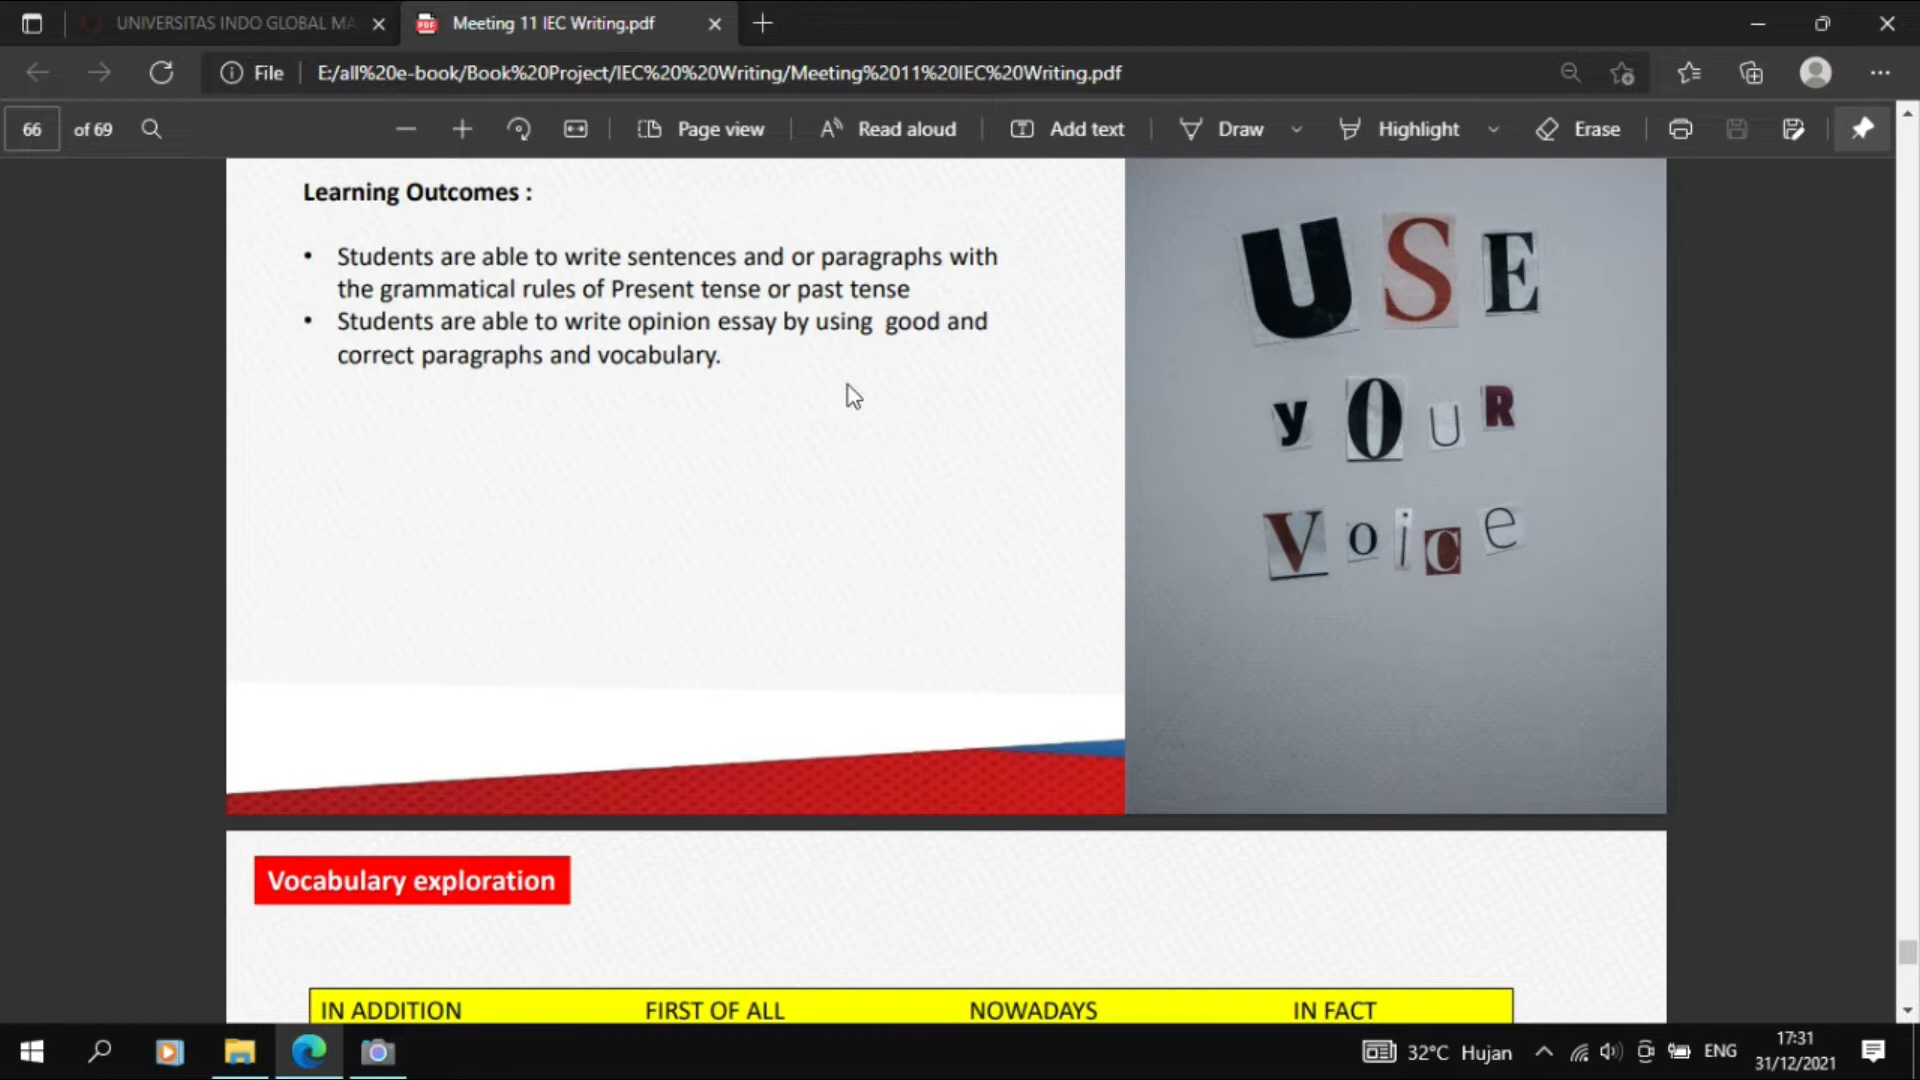 UNIVERSITAS INDO GLOBAL MA
Meeting 11 IEC Writing.pdf
File
E:/all%20e-book/Book%20Project/IEC%20%20Writing/Meeting%2011%20IEC%20Writing.pdf
66 of 69
Page view
Read aloud
Add text
Draw
Highlight
Erase
Learning Outcomes :
• Students are able to write sentences and or paragraphs with
the grammatical rules of Present tense or past tense
• Students are able to write opinion essay by using good and
correct paragraphs and vocabulary.
USE
yOUR
VoiCe
Vocabulary exploration
IN ADDITION FIRST OF ALL NOWADAYS IN FACT
32°C Hujan
ENG
17:31
31/12/2021